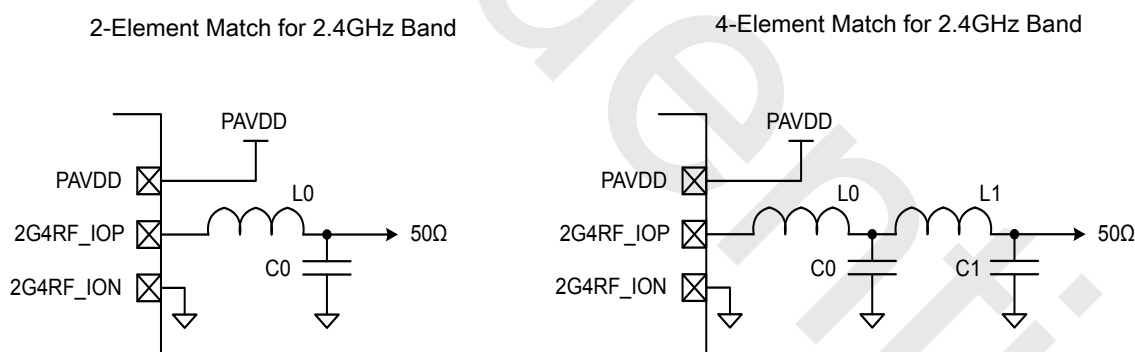 2-Element Match for 2.4GHz Band
PAVDD
PAVDD
L0
2G4RF_IOP
50Ω
C0
2G4RF_ION
4-Element Match for 2.4GHz Band
PAVDD
PAVDD
L0
L1
2G4RF_IOP
50Ω
C0
C1
2G4RF_ION